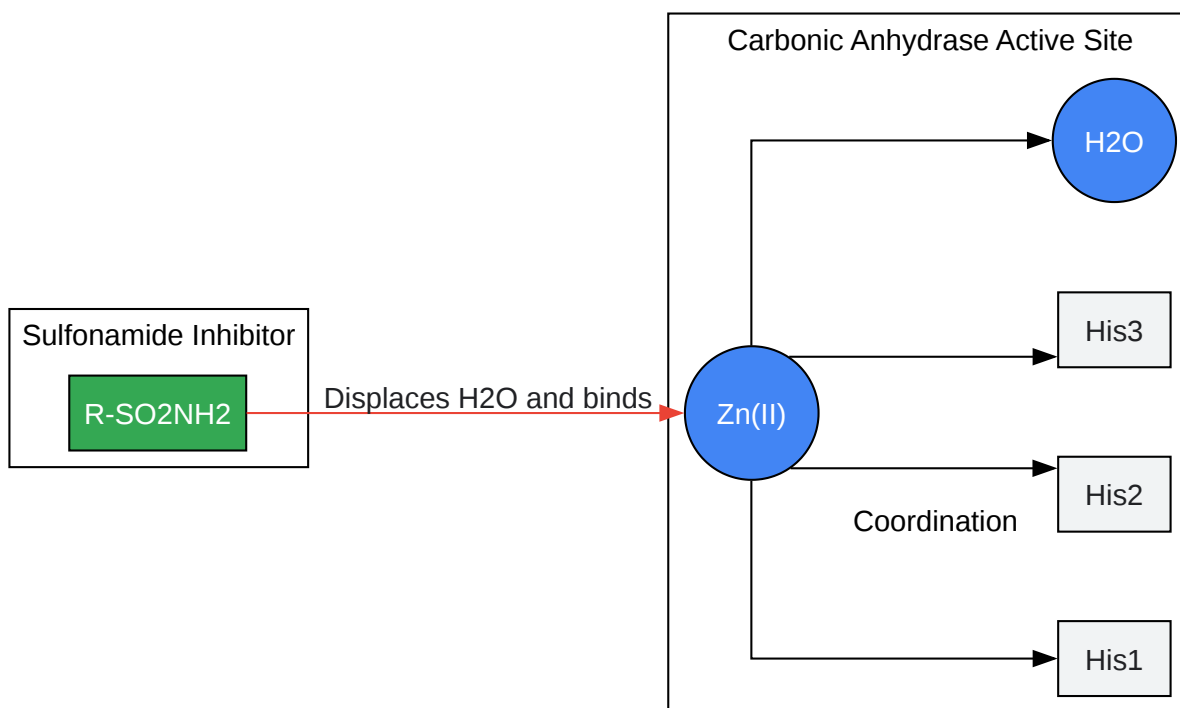 Carbonic Anhydrase Active Site
H2O
Sulfonamide Inhibitor
His3
R-SO2NH2
Displaces H2O and binds
Zn(II)
His2
Coordination
His1